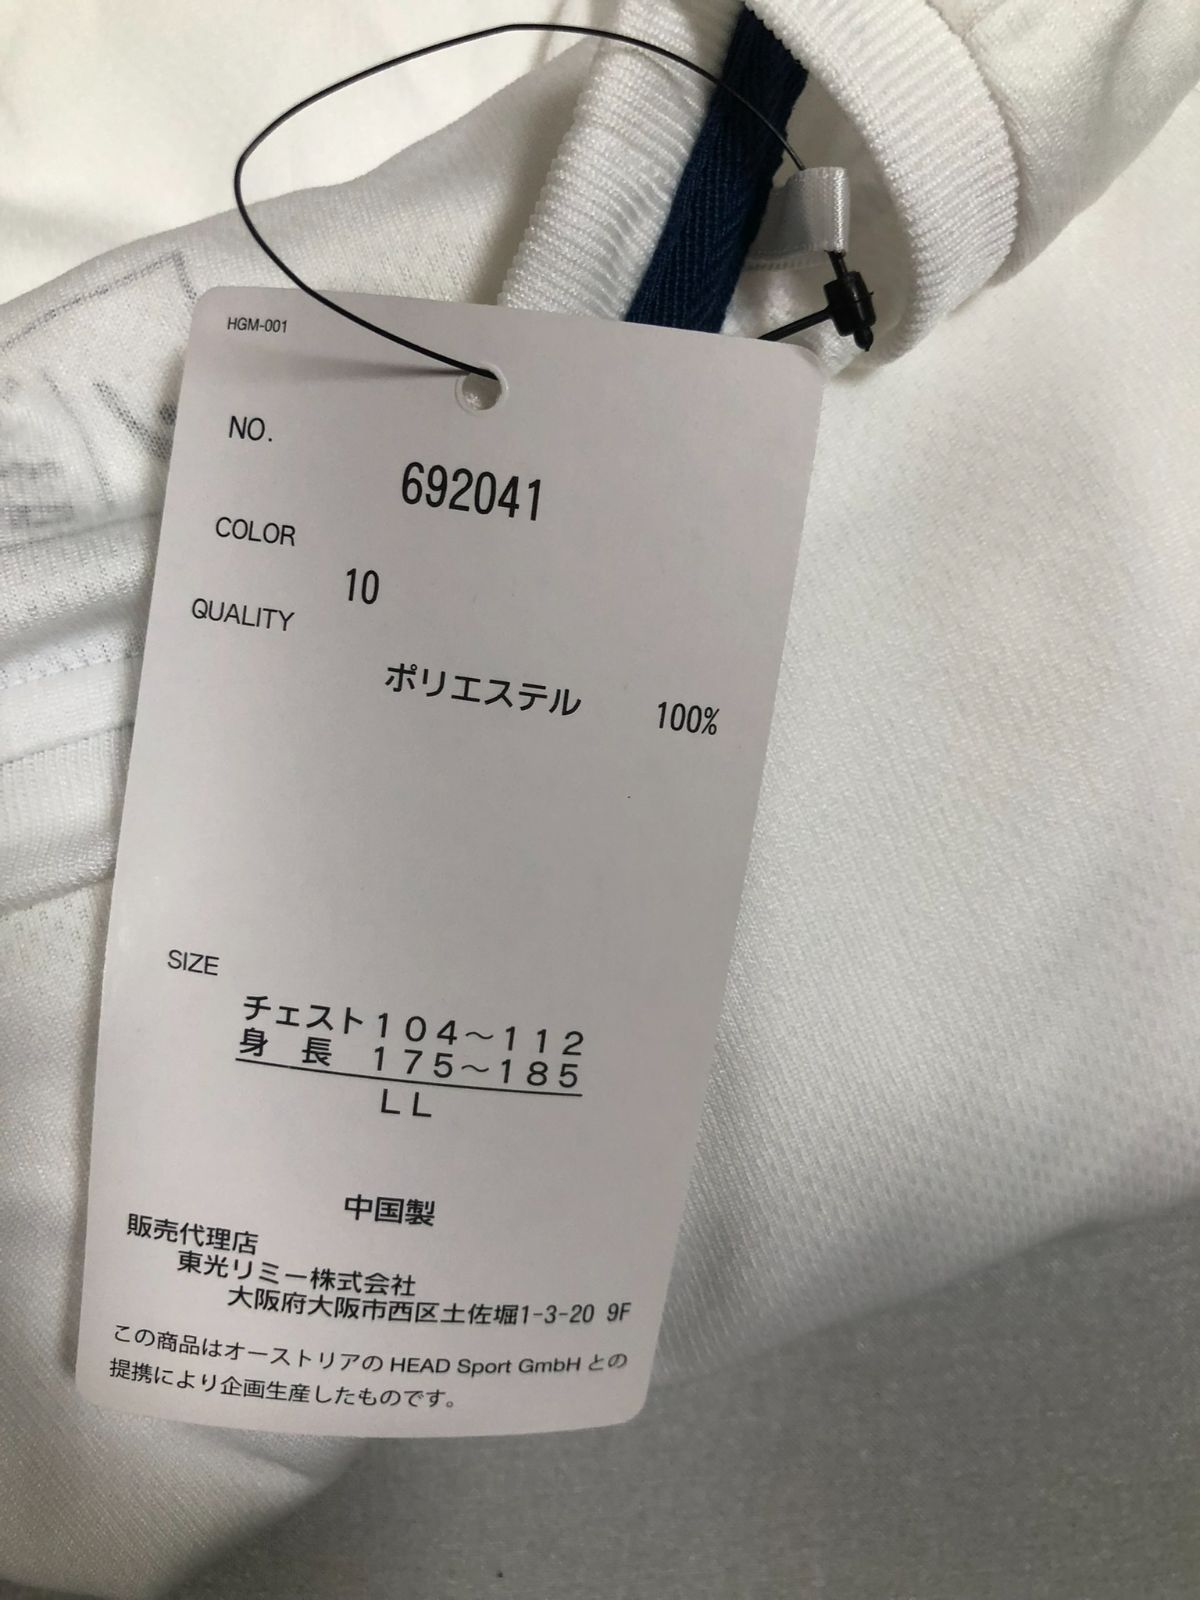 HGM-001
NO.
692041
COLOR
10
QUALITY
ポリエステル 100%
SIZE
チェスト104～112
身 長 175～185
LL
中国製
販売代理店
東光リミー株式会社
大阪府大阪市西区土佐堀1-3-20 9F
この商品はオーストリアの HEAD Sport GmbH との
提携により企画生産したものです。